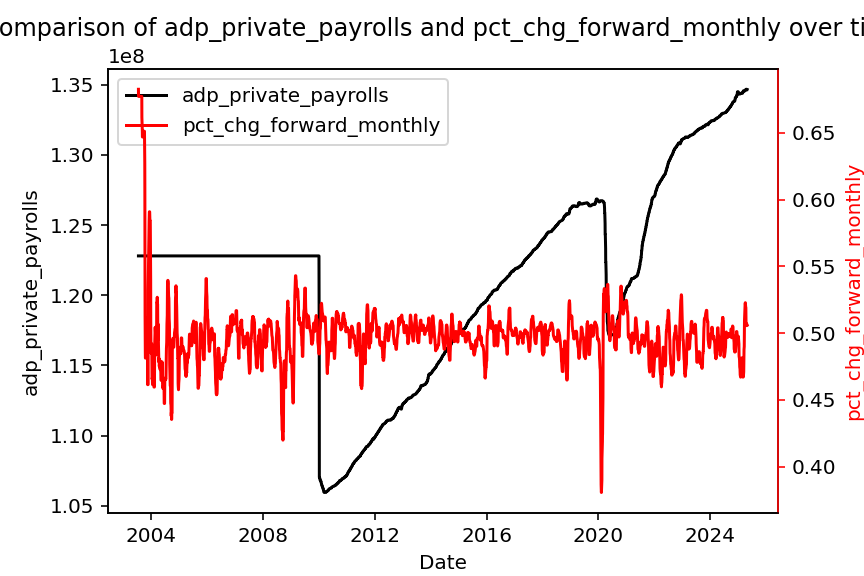 omparison of adp_private_payrolls and pct_chg_forward_monthly over ti
1e8
adp_private_payrolls
pct_chg_forward_monthly
1.35
1.30
1.25
1.20
1.15
1.10
1.05
adp_private_payrolls
0.65
0.60
0.55
0.50
0.45
0.40
pct_chg_forward_monthly
2004 2008 2012 2016 2020 2024
Date